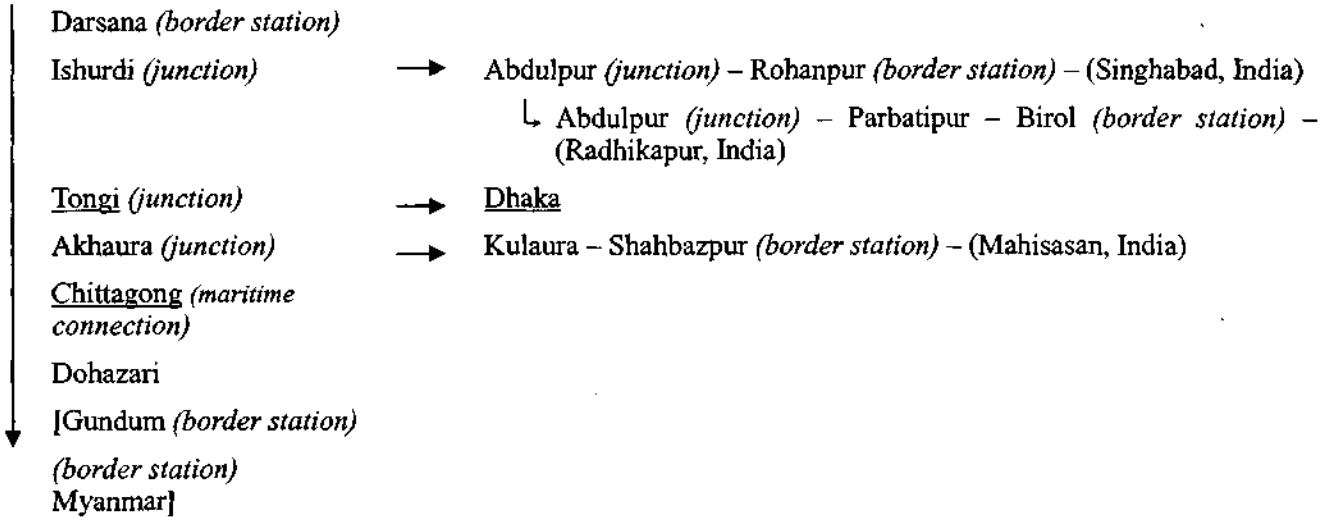 Darsana (border station)
Ishurdi (junction) → Abdulpur (junction) – Rohanpur (border station) – (Singhabad, India)
↳ Abdulpur (junction) – Parbatipur – Birol (border station) –
(Radhikapur, India)
Tongi (junction) → Dhaka
Akhaura (junction) → Kulaura – Shahbazpur (border station) – (Mahisasan, India)
Chittagong (maritime
connection)
Dohazari
[Gundum (border station)
(border station)
Myanmar]